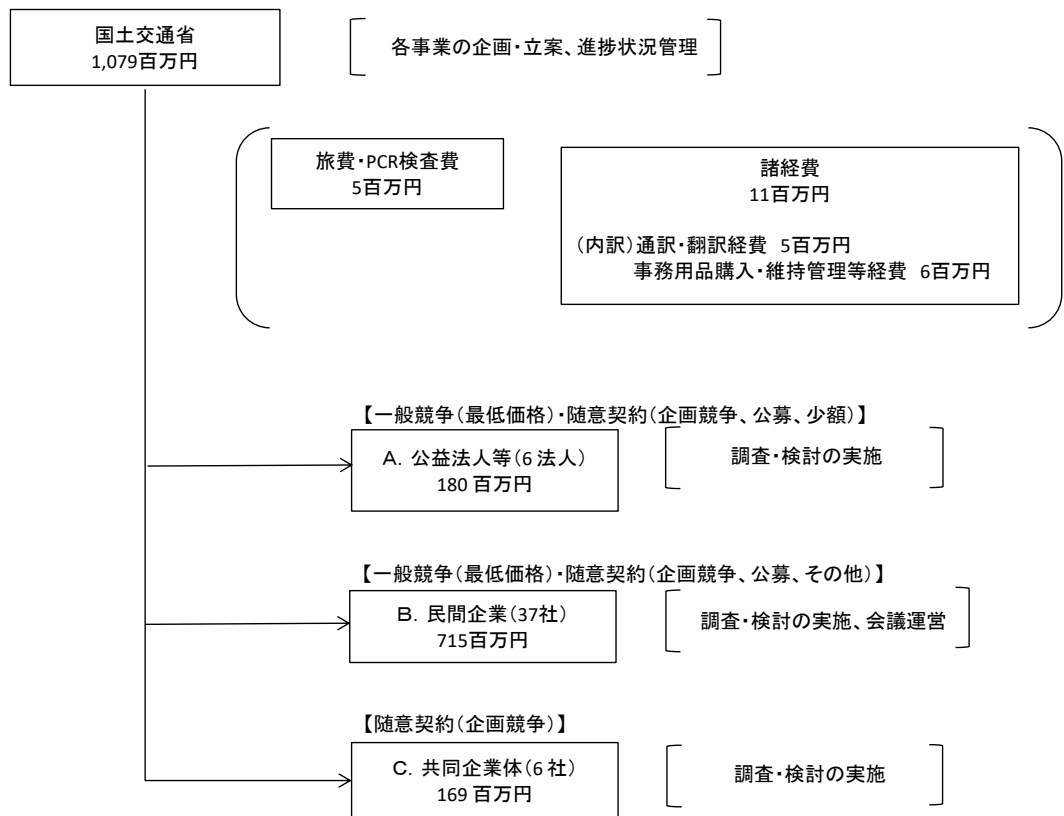 国土交通省
1,079百万円
各事業の企画・立案、進捗状況管理
旅費・PCR検査費
5百万円
諸経費
11百万円
(内訳)通訳・翻訳経費 5百万円
事務用品購入・維持管理等経費 6百万円
【一般競争(最低価格)・随意契約(企画競争、公募、少額)】
A. 公益法人等(6 法人)
180 百万円
調査・検討の実施
【一般競争(最低価格)・随意契約(企画競争、公募、その他)】
B. 民間企業(37社)
715百万円
調査・検討の実施、会議運営
【随意契約(企画競争)】
C. 共同企業体(6 社)
169 百万円
調査・検討の実施